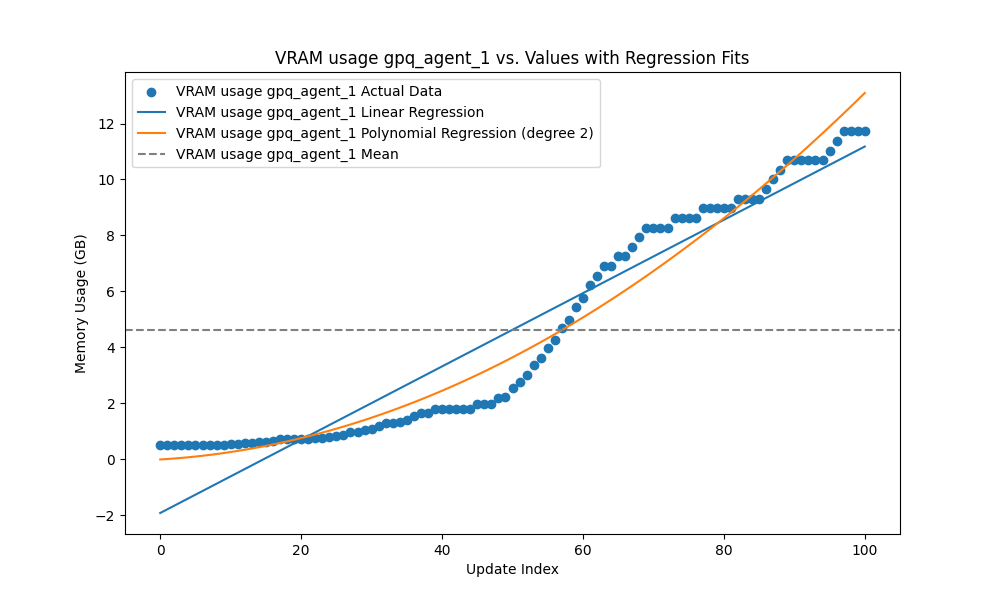 VRAM usage gpq_agent_1 vs. Values with Regression Fits
VRAM usage gpq_agent_1 Actual Data
VRAM usage gpq_agent_1 Linear Regression
VRAM usage gpq_agent_1 Polynomial Regression (degree 2)
VRAM usage gpq_agent_1 Mean
Memory Usage (GB)
12
10
8
6
4
2
0
−2
0 20 40 60 80 100
Update Index